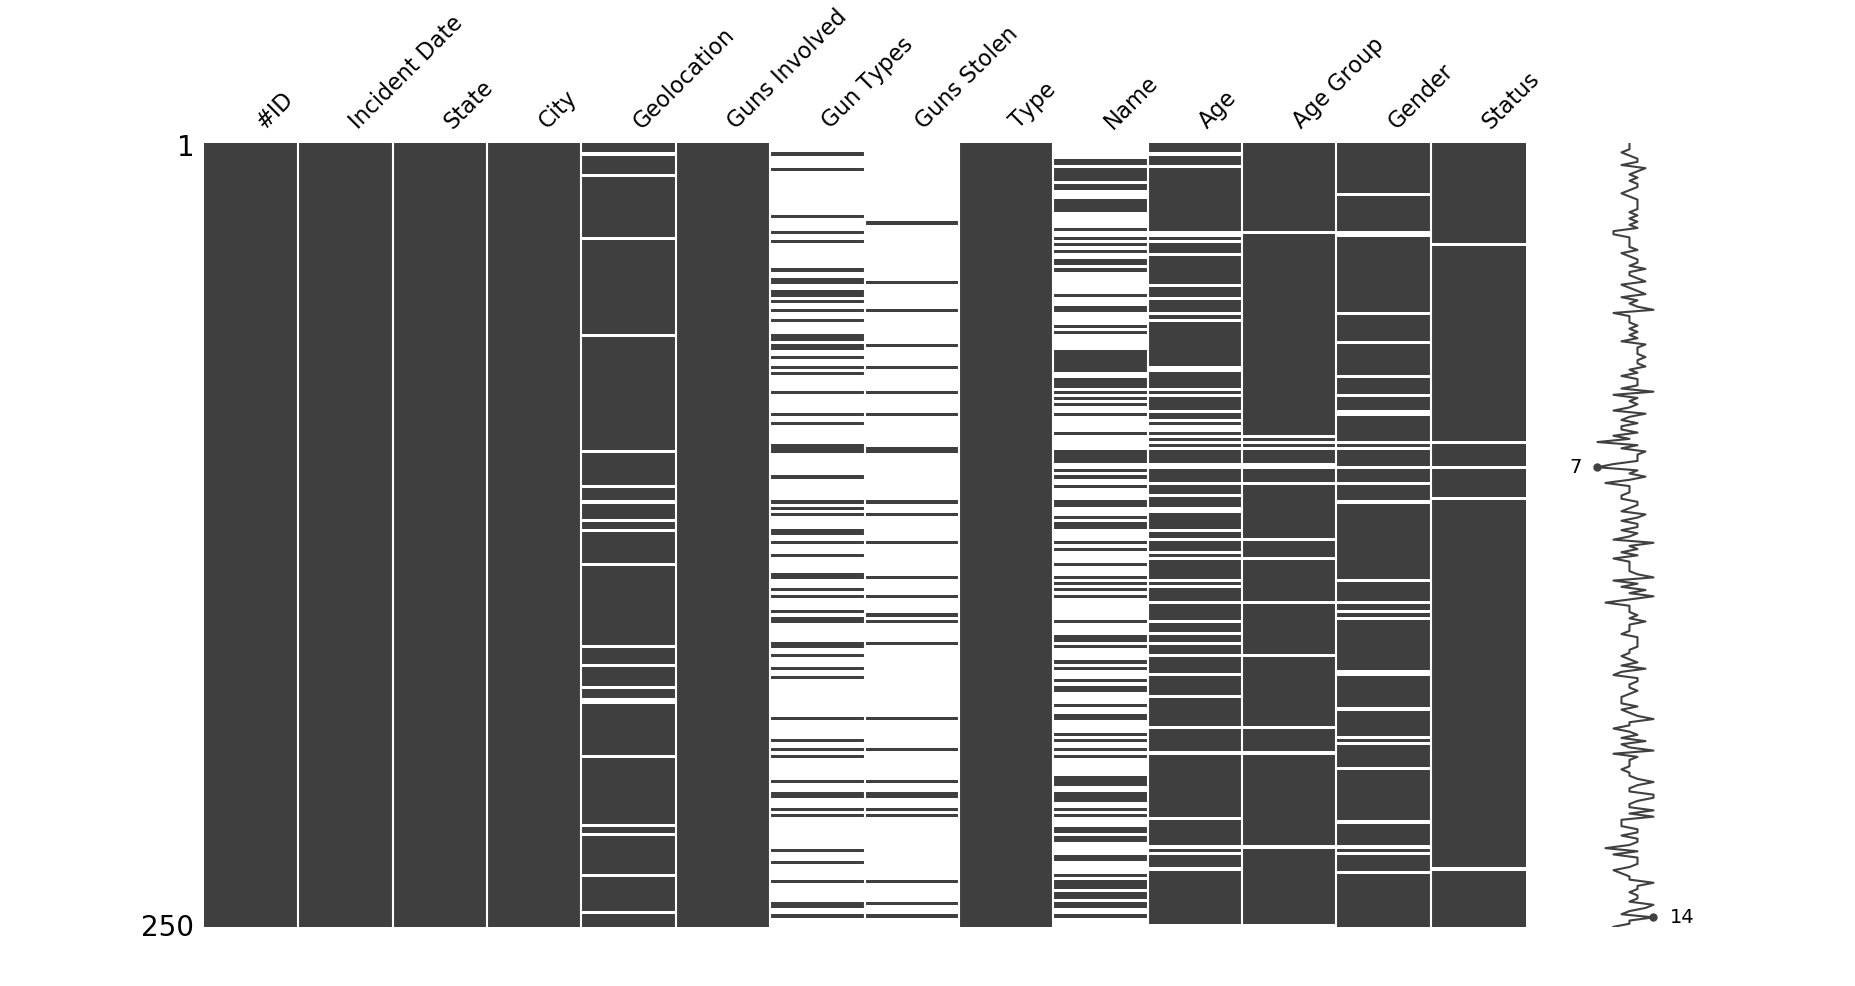 #ID
Incident Date
State
City
Geolocation
Guns Involved
Gun Types
Guns Stolen
Type
Name
Age
Age Group
Gender
Status
1
7
14
250